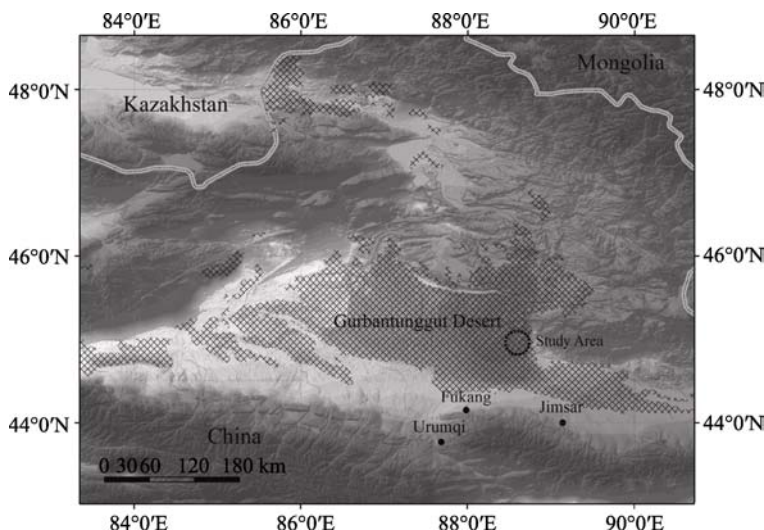 84°0′E 86°0′E 88°0′E 90°0′E
Mongolia
48°0′N 48°0′N
Kazakhstan
46°0′N 46°0′N
Gurbantunggut Desert
Study Area
Fukang
Jimsar
44°0′N 44°0′N
China
Urumqi
0 30 60 120 180 km
84°0′E 86°0′E 88°0′E 90°0′E